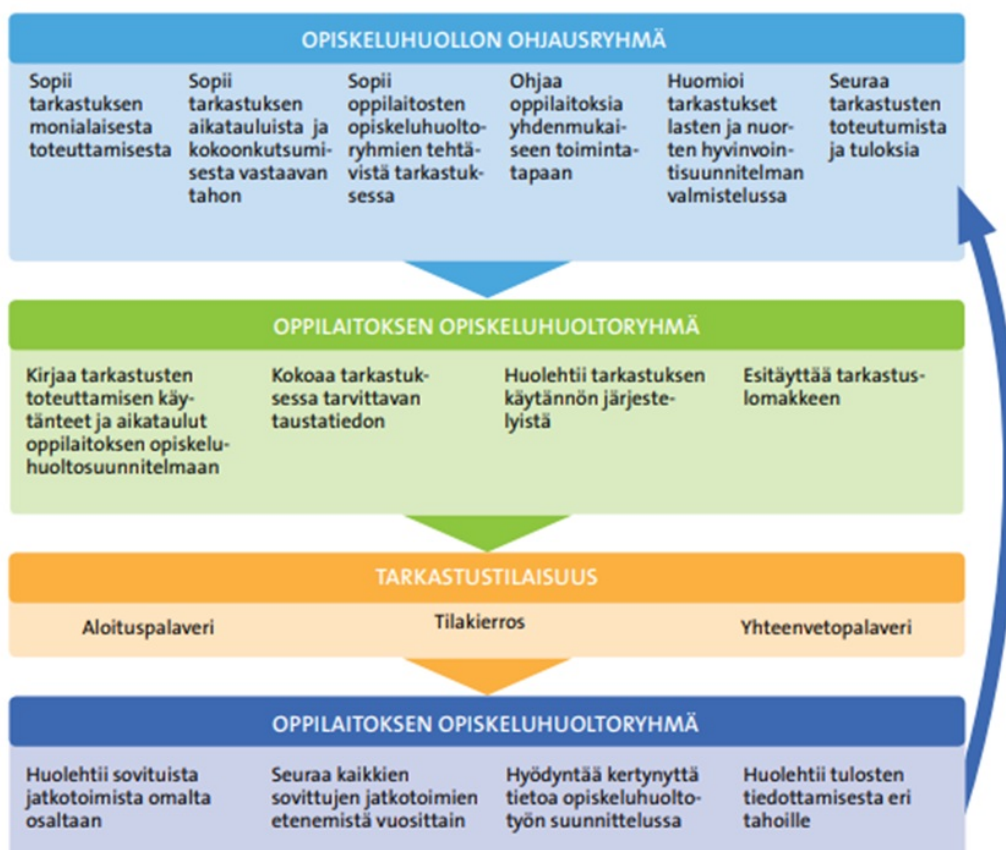 OPISKELUHUOLLON OHJAUSRYHMÄ
Sopii
tarkastuksen
monialaisesta
toteuttamisesta
Sopii
tarkastuksen
aikatauluista ja
kokoonkutsumi-
sesta vastaavan
tahon
Sopii
oppilaitosten
opiskeluhuolto-
ryhmien tehtä-
vistä tarkastuk-
sessa
Ohjaa
oppilaitoksia
yhdenmukai-
seen toiminta-
tapaan
Huomioi
tarkastukset
lasten ja nuor-
ten hyvinvoin-
tisuunnitelman
valmistelussa
Seuraa
tarkastusten
toteutumista
ja tuloksia
OPPILAITOKSEN OPISKELUHUOLTORYHMÄ
Kirjaa tarkastusten
toteuttamisen käy-
tänteet ja aikataulut
oppilaitoksen opiskelu-
huoltosuunnitelmaan
Kokoaa tarkastuk-
sessa tarvittavan
taustatiedon
Huolehtii tarkastuksen
käytännön järjeste-
lyistä
Esitäyttää tarkastus-
lomakkeen
TARKASTUSTILAISUUS
Aloituspalaveri
Tilakierros
Yhteenvetopalaveri
OPPILAITOKSEN OPISKELUHUOLTORYHMÄ
Huolehtii sovituista
jatkotoimista omalta
osaltaan
Seuraa kaikkien
sovittujen jatkotoimien
etenemistä vuosittain
Hyödyntää kertynyttä
tietoa opiskeluhuolto-
työn suunnittelussa
Huolehtii tulosten
tiedottamisesta eri
tahoille